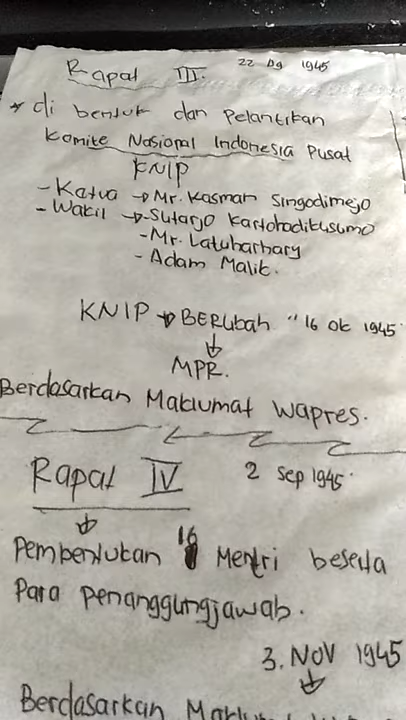 Rapat III. 22 Ag 1945
* di bentuk dan Pelantikan
Komite Nasional Indonesia Pusat
KNIP
- Ketua → Mr. Kasman Singodimejo
- Wakil → Sutarjo Kartohadikusumo
- Mr. Latuharhary
- Adam Malik.
KNIP → BERUbah "16 ok 1945
↓
MPR.
Berdasarkan Maklumat Wapres.
Rapat IV 2 Sep 1945
↓
Pembentukan 16 Mentri beserta
Para penanggungjawab.
3. NOV 1945
↓
Berdasarkan